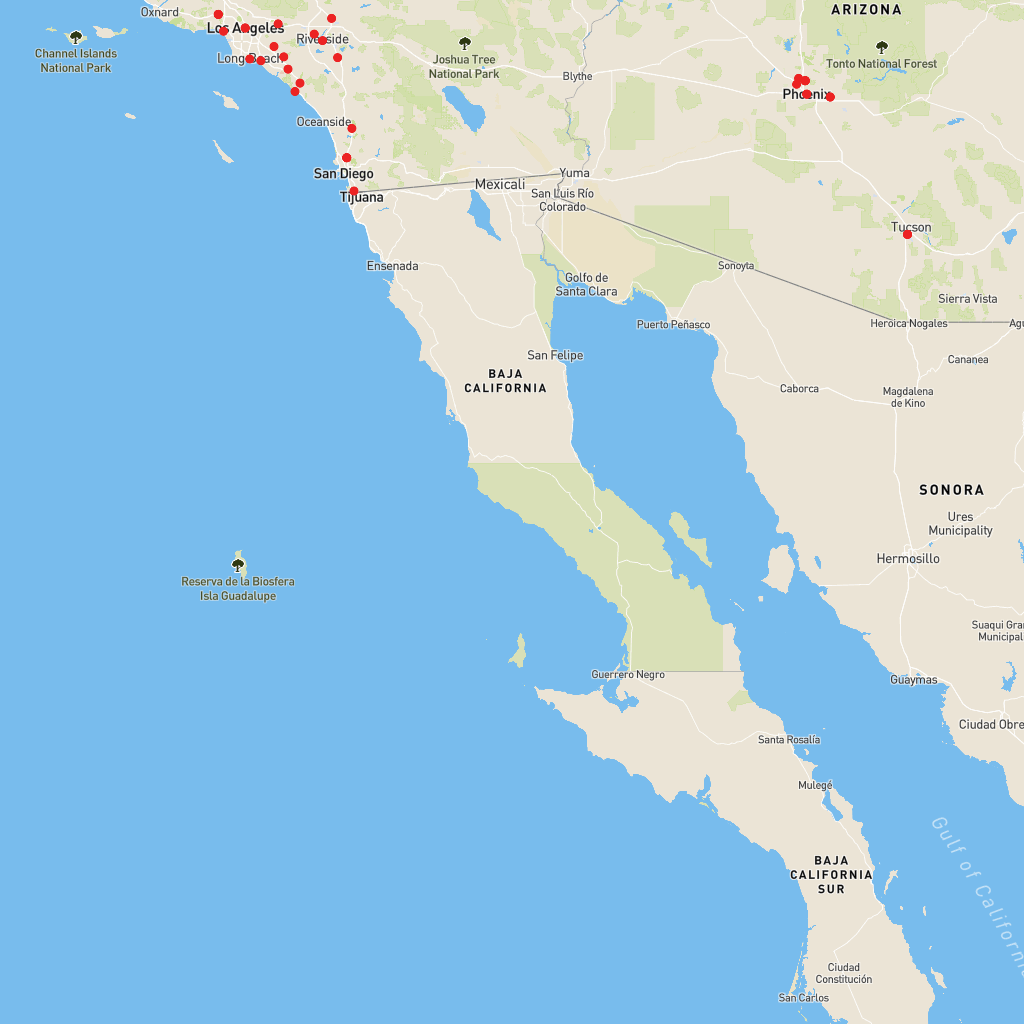 Oxnard
ARIZONA
Los Angeles
Riverside
Channel Islands
National Park
Long Beach
Joshua Tree
National Park
Tonto National Forest
Blythe
Phoenix
Oceanside
San Diego
Yuma
Mexicali
Tijuana
San Luis Río
Colorado
Tucson
Ensenada
Sonoyta
Golfo de
Santa Clara
Sierra Vista
Puerto Peñasco
Heroica Nogales
Agu
San Felipe
Cananea
BAJA
CALIFORNIA
Caborca
Magdalena
de Kino
SONORA
Ures
Municipality
Hermosillo
Reserva de la Biosfera
Isla Guadalupe
Suaqui Gran
Municipal
Guerrero Negro
Guaymas
Ciudad Obre
Santa Rosalía
Mulegé
Gulf of California
BAJA
CALIFORNIA
SUR
Ciudad
Constitución
San Carlos